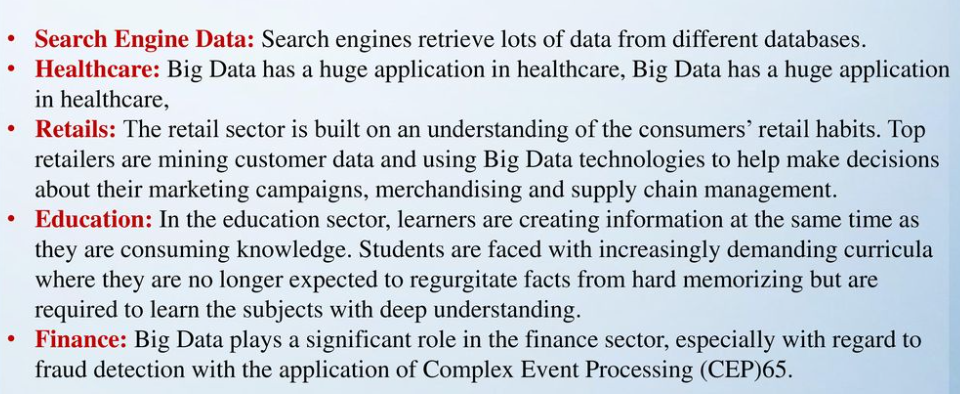 • Search Engine Data: Search engines retrieve lots of data from different databases.
• Healthcare: Big Data has a huge application in healthcare, Big Data has a huge application
in healthcare,
• Retails: The retail sector is built on an understanding of the consumers’ retail habits. Top
retailers are mining customer data and using Big Data technologies to help make decisions
about their marketing campaigns, merchandising and supply chain management.
• Education: In the education sector, learners are creating information at the same time as
they are consuming knowledge. Students are faced with increasingly demanding curricula
where they are no longer expected to regurgitate facts from hard memorizing but are
required to learn the subjects with deep understanding.
• Finance: Big Data plays a significant role in the finance sector, especially with regard to
fraud detection with the application of Complex Event Processing (CEP)65.